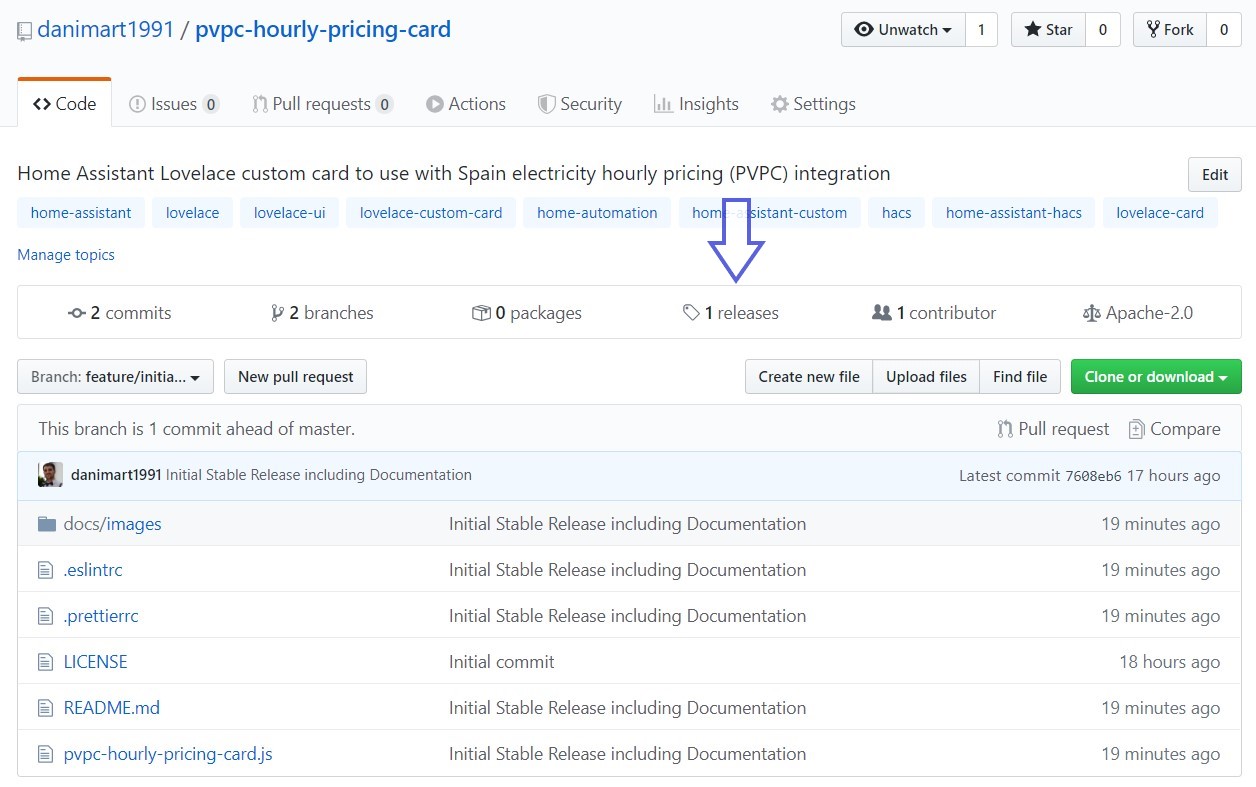 danimart1991 / pvpc-hourly-pricing-card Unwatch 1 Star 0 Fork 0
Code Issues 0 Pull requests 0 Actions Security Insights Settings
Home Assistant Lovelace custom card to use with Spain electricity hourly pricing (PVPC) integration Edit
home-assistant lovelace lovelace-ui lovelace-custom-card home-automation home-assistant-custom hacs home-assistant-hacs lovelace-card
Manage topics
2 commits 2 branches 0 packages 1 releases 1 contributor Apache-2.0
Branch: feature/initia... New pull request Create new file Upload files Find file Clone or download
This branch is 1 commit ahead of master. Pull request Compare
danimart1991 Initial Stable Release including Documentation Latest commit 7608eb6 17 hours ago
docs/images Initial Stable Release including Documentation 19 minutes ago
.eslintrc Initial Stable Release including Documentation 19 minutes ago
.prettierrc Initial Stable Release including Documentation 19 minutes ago
LICENSE Initial commit 18 hours ago
README.md Initial Stable Release including Documentation 19 minutes ago
pvpc-hourly-pricing-card.js Initial Stable Release including Documentation 19 minutes ago